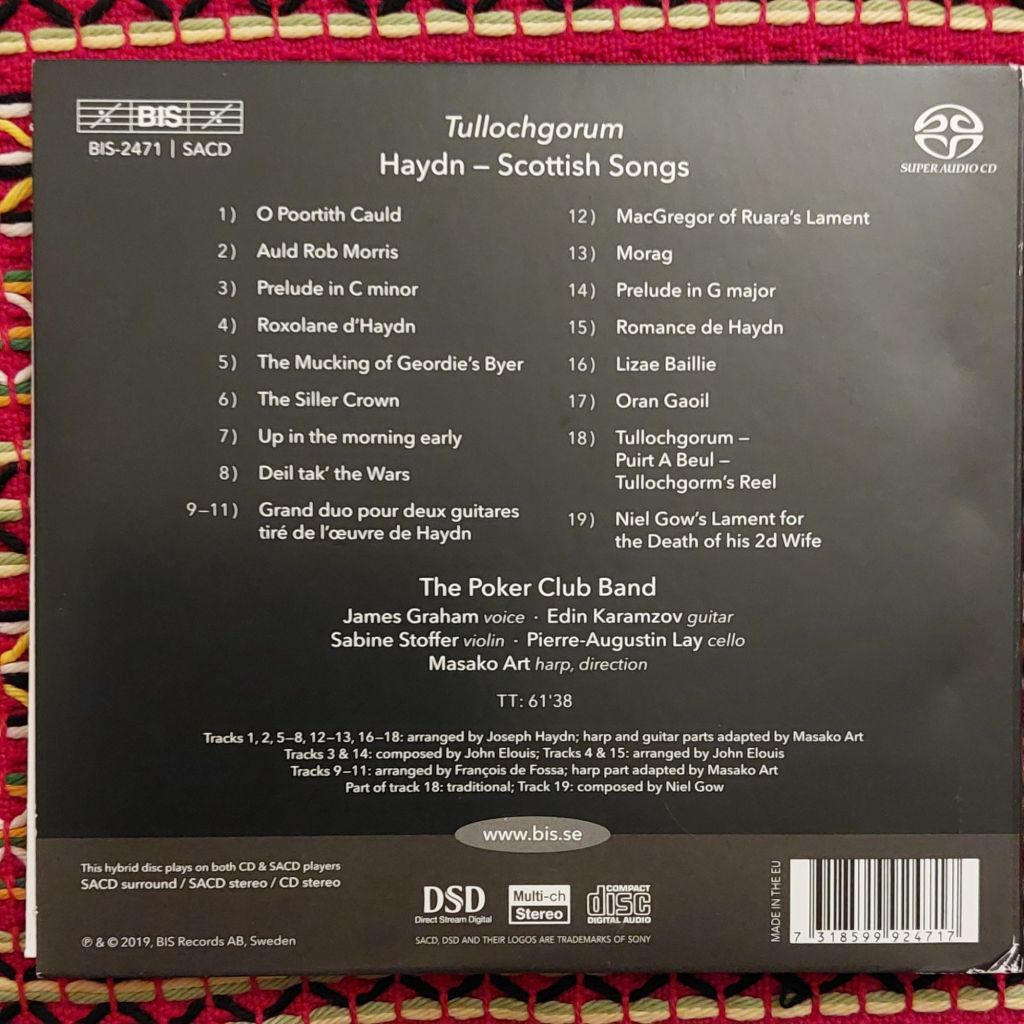 BIS
BIS-2471 | SACD
Tullochgorum
Haydn – Scottish Songs
SUPER AUDIO CD
1) O Poortith Cauld
2) Auld Rob Morris
3) Prelude in C minor
4) Roxolane d'Haydn
5) The Mucking of Geordie's Byer
6) The Siller Crown
7) Up in the morning early
8) Deil tak' the Wars
9–11) Grand duo pour deux guitares
tiré de l'œuvre de Haydn
12) MacGregor of Ruara's Lament
13) Morag
14) Prelude in G major
15) Romance de Haydn
16) Lizae Baillie
17) Oran Gaoil
18) Tullochgorum –
Puirt A Beul –
Tullochgorm's Reel
19) Niel Gow's Lament for
the Death of his 2d Wife
The Poker Club Band
James Graham voice · Edin Karamzov guitar
Sabine Stoffer violin · Pierre-Augustin Lay cello
Masako Art harp, direction
TT: 61'38
Tracks 1, 2, 5–8, 12–13, 16–18: arranged by Joseph Haydn; harp and guitar parts adapted by Masako Art
Tracks 3 & 14: composed by John Elouis; Tracks 4 & 15: arranged by John Elouis
Tracks 9–11: arranged by François de Fossa; harp part adapted by Masako Art
Part of track 18: traditional; Track 19: composed by Niel Gow
www.bis.se
This hybrid disc plays on both CD & SACD players
SACD surround / SACD stereo / CD stereo
℗ & © 2019, BIS Records AB, Sweden
DSD
Direct Stream Digital
Multi-ch
Stereo
COMPACT
disc
DIGITAL AUDIO
SACD, DSD AND THEIR LOGOS ARE TRADEMARKS OF SONY
MADE IN THE EU
7 318599 924717